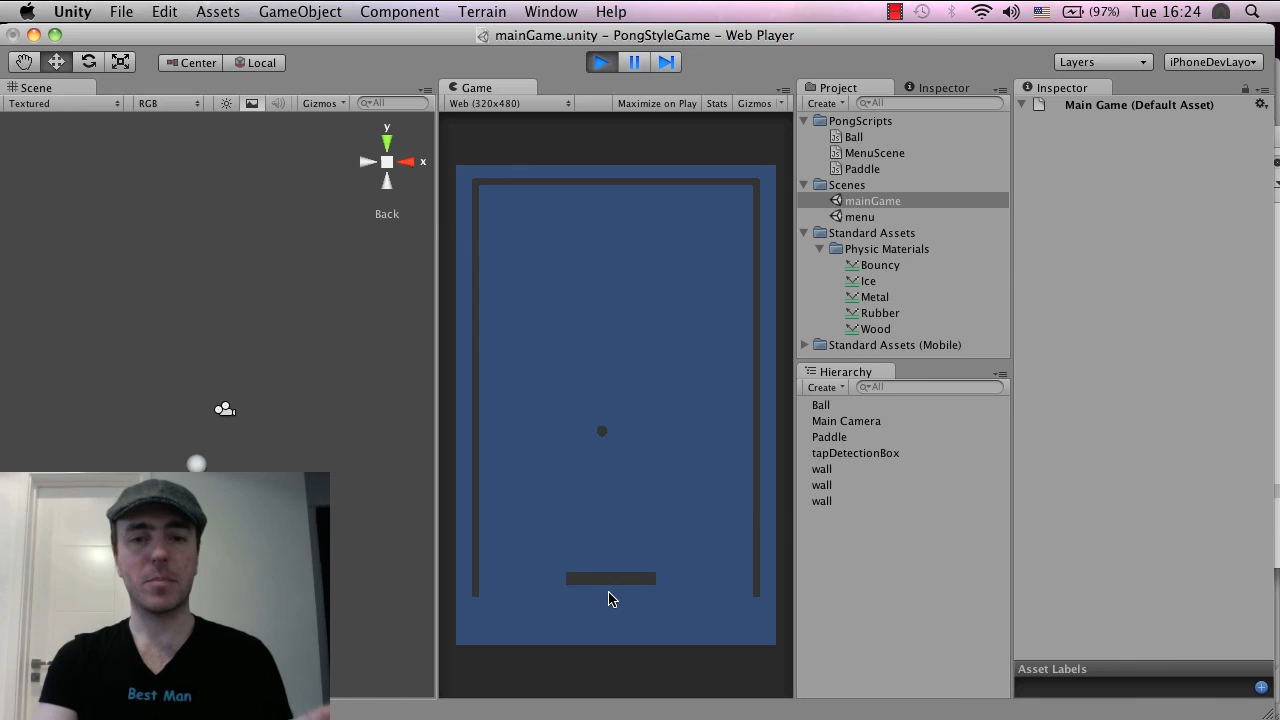 Unity File Edit Assets GameObject Component Terrain Window Help (97%) Tue 16:24
mainGame.unity – PongStyleGame – Web Player
Center Local Layers iPhoneDevLayo
Scene Game Project Inspector Inspector
Textured RGB Gizmos All Web (320x480) Maximize on Play Stats Gizmos Create All
Main Game (Default Asset)
PongScripts
Ball
MenuScene
Paddle
Scenes
mainGame
menu
Standard Assets
Physic Materials
Bouncy
Ice
Metal
Rubber
Wood
Standard Assets (Mobile)
y
x
Back
Hierarchy
Create All
Ball
Main Camera
Paddle
tapDetectionBox
wall
wall
wall
Asset Labels
Best Man